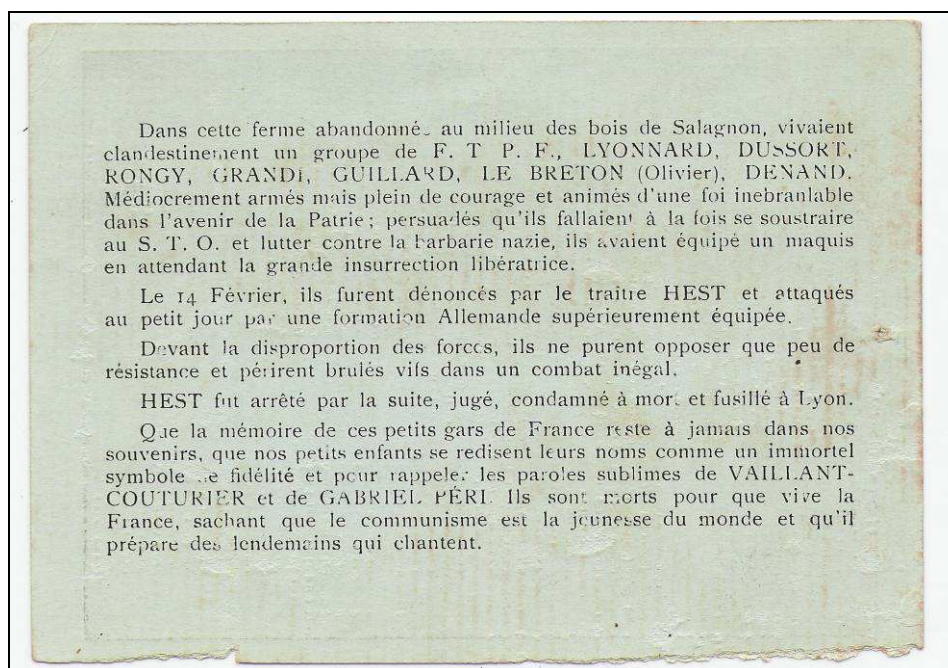 Dans cette ferme abandonné au milieu des bois de Salagnon, vivaient
clandestinement un groupe de F. T P. F., LYONNARD, DUSSORT,
RONGY, GRANDI, GUILLARD, LE BRETON (Olivier), DENAND.
Médiocrement armés mais plein de courage et animés d'une foi inebranlable
dans l'avenir de la Patrie; persuadés qu'ils fallaient à la fois se soustraire
au S. T. O. et lutter contre la barbarie nazie, ils avaient équipé un maquis
en attendant la grande insurrection libératrice.
Le 14 Février, ils furent dénoncés par le traître HEST et attaqués
au petit jour par une formation Allemande supérieurement équipée.
Devant la disproportion des forces, ils ne purent opposer que peu de
résistance et périrent brulés vifs dans un combat inégal.
HEST fut arrêté par la suite, jugé, condamné à mort et fusillé à Lyon.
Que la mémoire de ces petits gars de France reste à jamais dans nos
souvenirs, que nos petits enfants se redisent leurs noms comme un immortel
symbole de fidélité et pour rappeler les paroles sublimes de VAILLANT-
COUTURIER et de GABRIEL PÉRI. Ils sont morts pour que vive la
France, sachant que le communisme est la jeunesse du monde et qu'il
prépare des lendemains qui chantent.